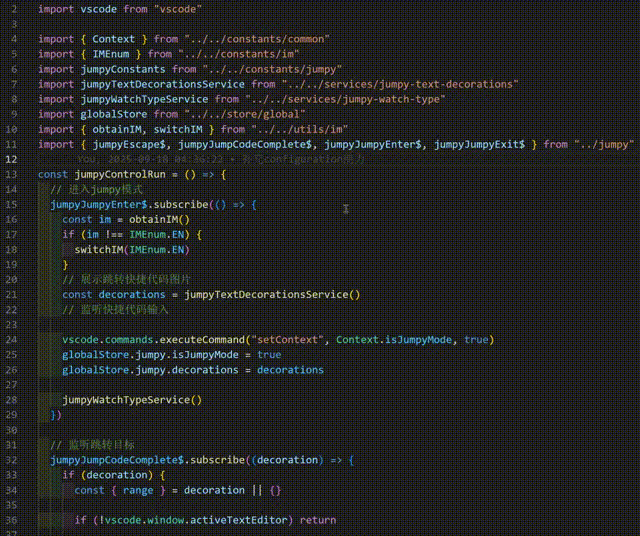 2 import vscode from "vscode"
3
4 import { Context } from "../../constants/common"
5 import { IMEnum } from "../../constants/im"
6 import jumpyConstants from "../../constants/jumpy"
7 import jumpyTextDecorationsService from "../../services/jumpy-text-decorations"
8 import jumpyWatchTypeService from "../../services/jumpy-watch-type"
9 import globalStore from "../../store/global"
10 import { obtainIM, switchIM } from "../../utils/im"
11 import { jumpyEscape$, jumpyJumpCodeComplete$, jumpyJumpyEnter$, jumpyJumpyExit$ } from "../jumpy"
12 You, 2025-09-18 04:36:22 • 补充configuration能力
13 const jumpyControlRun = () => {
14 // 进入jumpy模式
15 jumpyJumpyEnter$.subscribe(() => {
16 const im = obtainIM()
17 if (im !== IMEnum.EN) {
18 switchIM(IMEnum.EN)
19 }
20 // 展示跳转快捷代码图片
21 const decorations = jumpyTextDecorationsService()
22 // 监听快捷代码输入
23
24 vscode.commands.executeCommand("setContext", Context.isJumpyMode, true)
25 globalStore.jumpy.isJumpyMode = true
26 globalStore.jumpy.decorations = decorations
27
28 jumpyWatchTypeService()
29 })
30
31 // 监听跳转目标
32 jumpyJumpCodeComplete$.subscribe((decoration) => {
33 if (decoration) {
34 const { range } = decoration || {}
35
36 if (!vscode.window.activeTextEditor) return
37